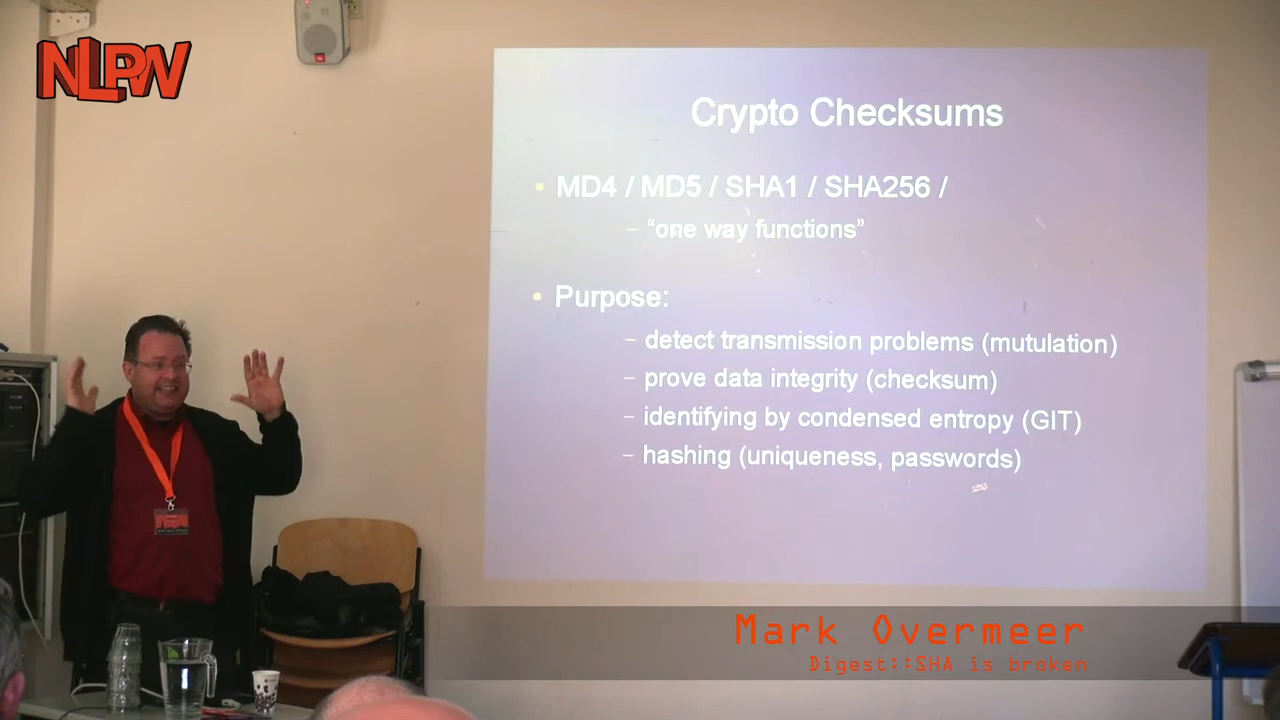 NLPW
Crypto Checksums
• MD4 / MD5 / SHA1 / SHA256 /
– “one way functions”
• Purpose:
– detect transmission problems (mutulation)
– prove data integrity (checksum)
– identifying by condensed entropy (GIT)
– hashing (uniqueness, passwords)
Mark Overmeer
Digest::SHA is broken